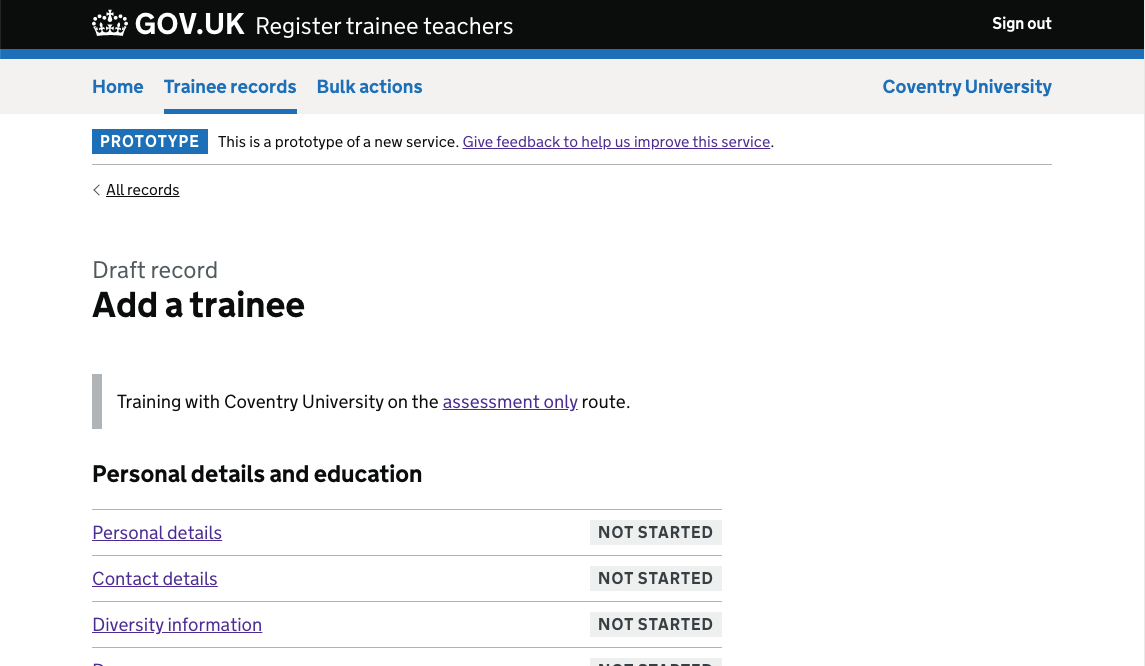 GOV.UK Register trainee teachers
Sign out
Home Trainee records Bulk actions
Coventry University
PROTOTYPE This is a prototype of a new service. Give feedback to help us improve this service.
All records
Draft record
Add a trainee
Training with Coventry University on the assessment only route.
Personal details and education
Personal details NOT STARTED
Contact details NOT STARTED
Diversity information NOT STARTED
NOT STARTED